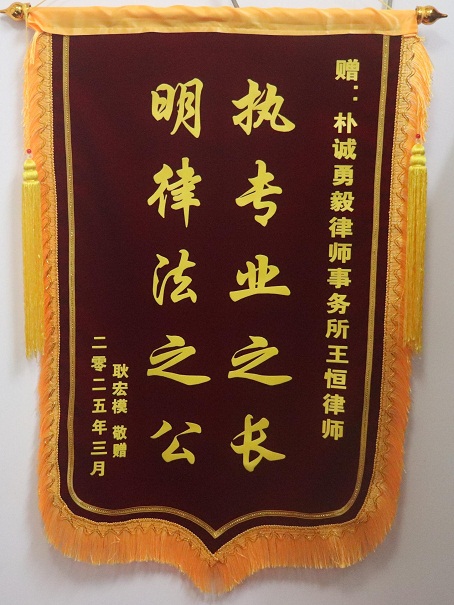 赠：朴诚勇毅律师事务所王恒律师
执专业之长
明律法之公
耿宏模 敬赠
二零二五年三月